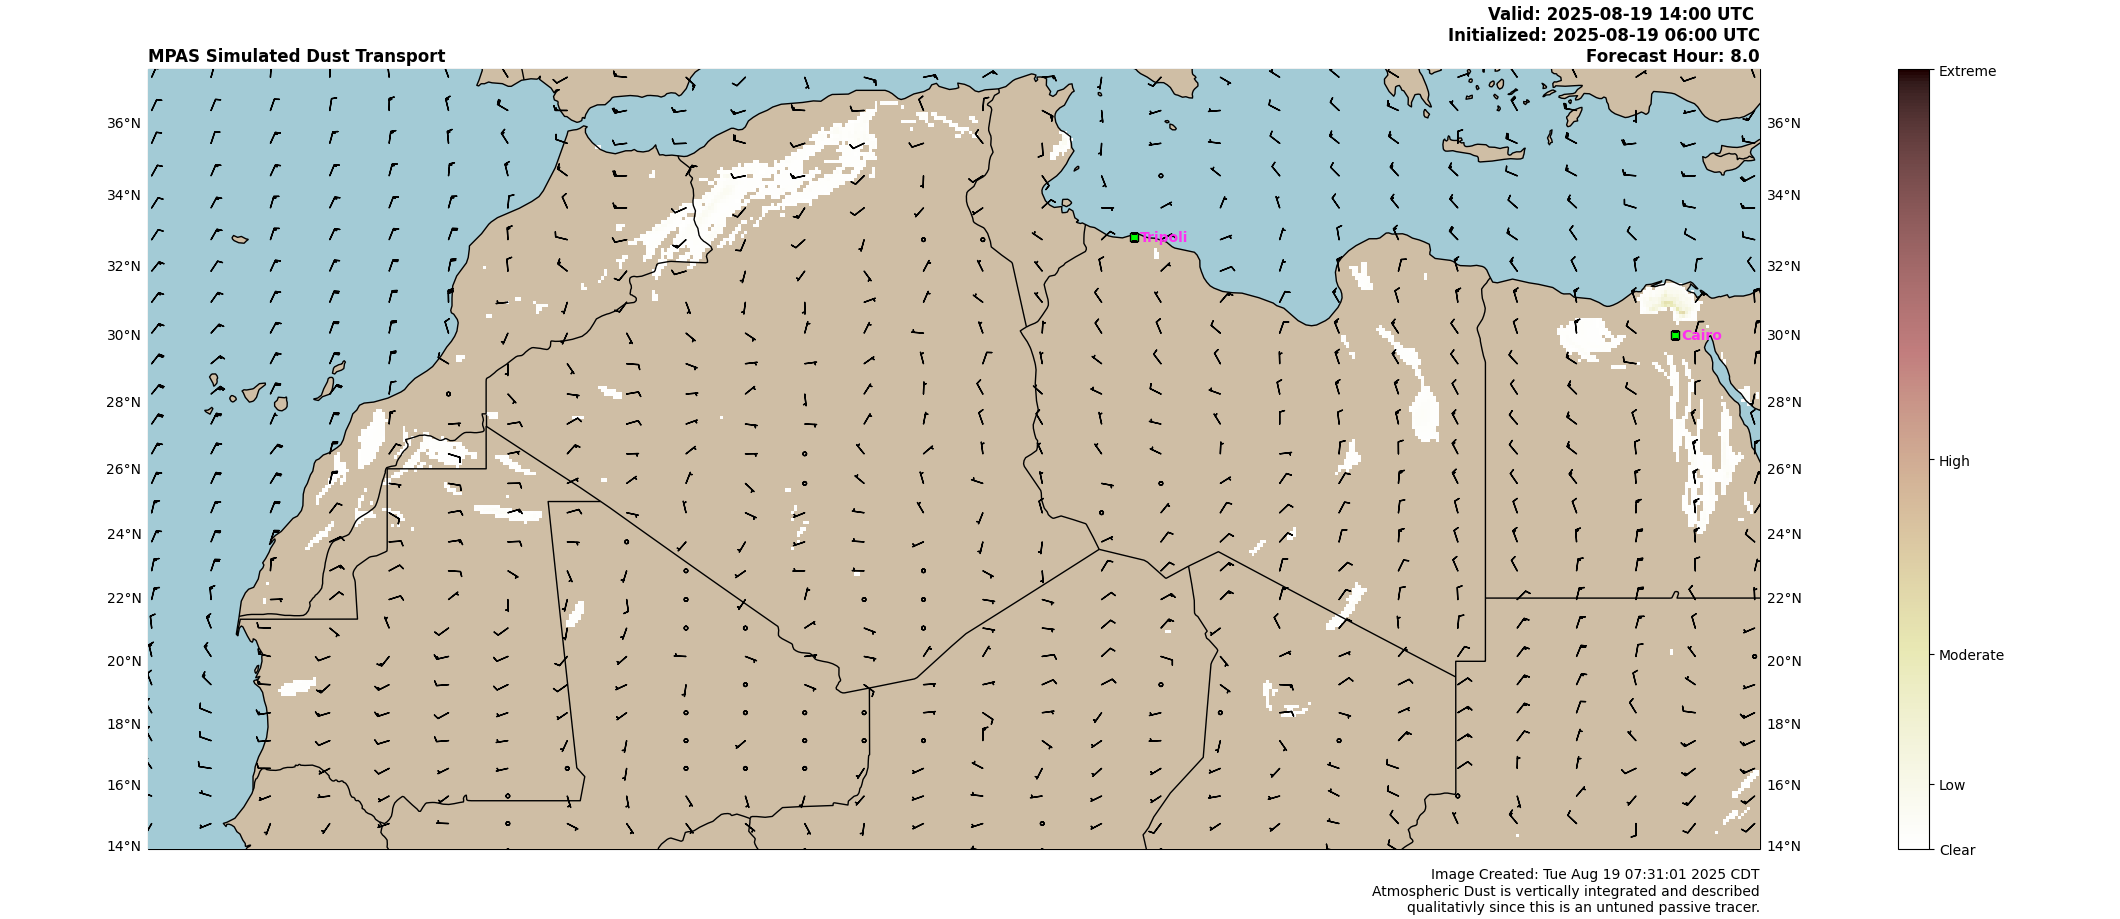 Valid: 2025-08-19 14:00 UTC
Initialized: 2025-08-19 06:00 UTC
MPAS Simulated Dust Transport
Forecast Hour: 8.0
Extreme
36°N
36°N
34°N
34°N
Tripoli
32°N
32°N
30°N
Cairo
30°N
28°N
28°N
26°N
26°N
High
24°N
24°N
22°N
22°N
20°N
20°N
Moderate
18°N
18°N
16°N
16°N
Low
14°N
14°N
Clear
Image Created: Tue Aug 19 07:31:01 2025 CDT
Atmospheric Dust is vertically integrated and described
qualitativly since this is an untuned passive tracer.